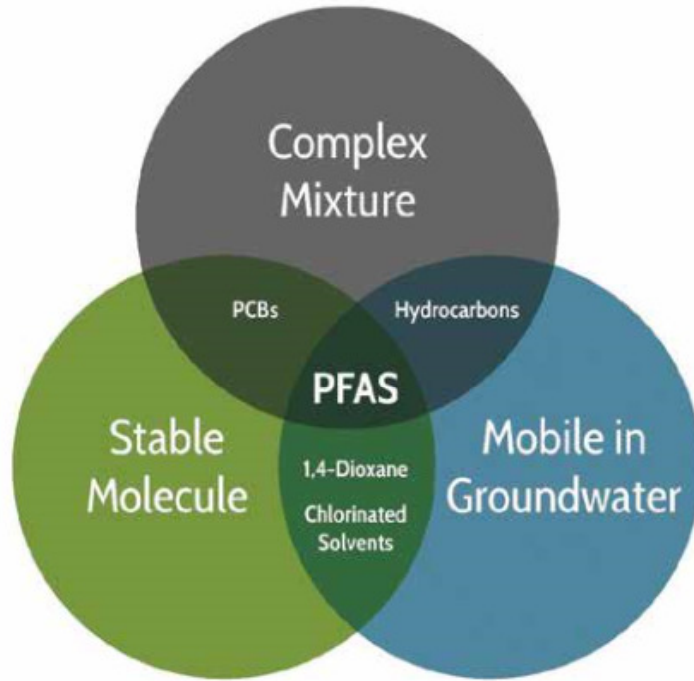 Complex
Mixture
PCBs
Hydrocarbons
PFAS
Stable
Molecule
1,4-Dioxane
Chlorinated
Solvents
Mobile in
Groundwater